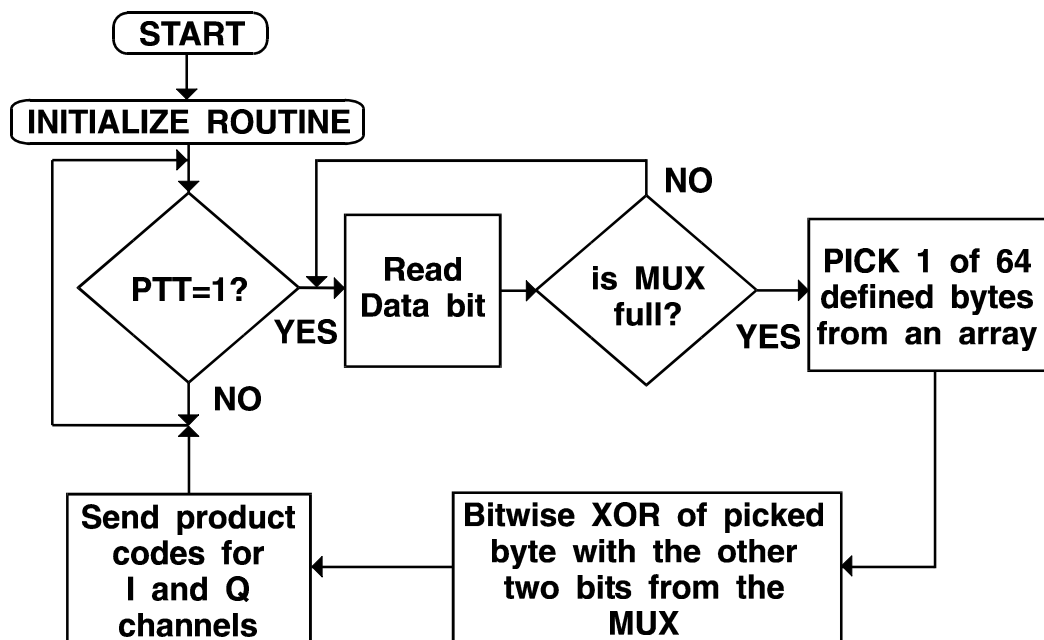 START
INITIALIZE ROUTINE
PTT=1?
YES
NO
Read
Data bit
is MUX
full?
NO
YES
PICK 1 of 64
defined bytes
from an array
Bitwise XOR of picked
byte with the other
two bits from the
MUX
Send product
codes for
I and Q
channels